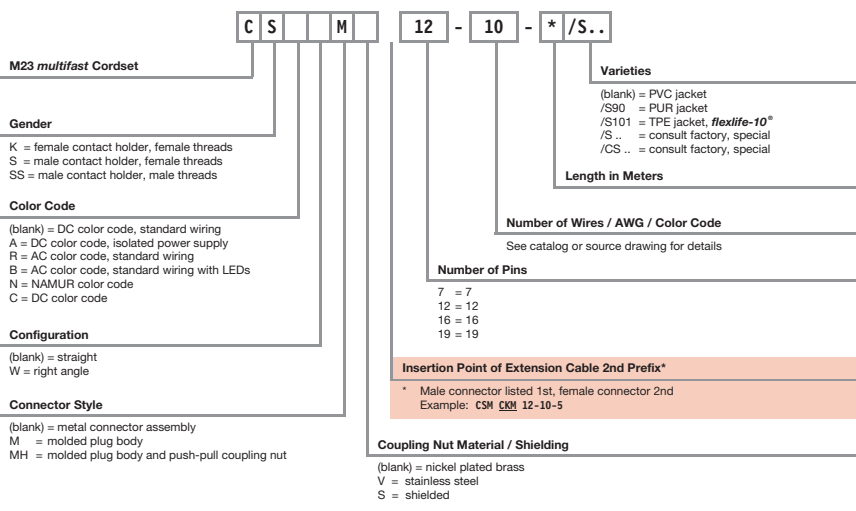 C S M 12 - 10 - * /S..
M23 multifast Cordset
Gender
K = female contact holder, female threads
S = male contact holder, female threads
SS = male contact holder, male threads
Color Code
(blank) = DC color code, standard wiring
A = DC color code, isolated power supply
R = AC color code, standard wiring
B = AC color code, standard wiring with LEDs
N = NAMUR color code
C = DC color code
Configuration
(blank) = straight
W = right angle
Connector Style
(blank) = metal connector assembly
M = molded plug body
MH = molded plug body and push-pull coupling nut
Varieties
(blank) = PVC jacket
/S90 = PUR jacket
/S101 = TPE jacket, flexlife-10®
/S .. = consult factory, special
/CS .. = consult factory, special
Length in Meters
Number of Wires / AWG / Color Code
See catalog or source drawing for details
Number of Pins
7 = 7
12 = 12
16 = 16
19 = 19
Insertion Point of Extension Cable 2nd Prefix*
* Male connector listed 1st, female connector 2nd
Example: CSM CKM 12-10-5
Coupling Nut Material / Shielding
(blank) = nickel plated brass
V = stainless steel
S = shielded